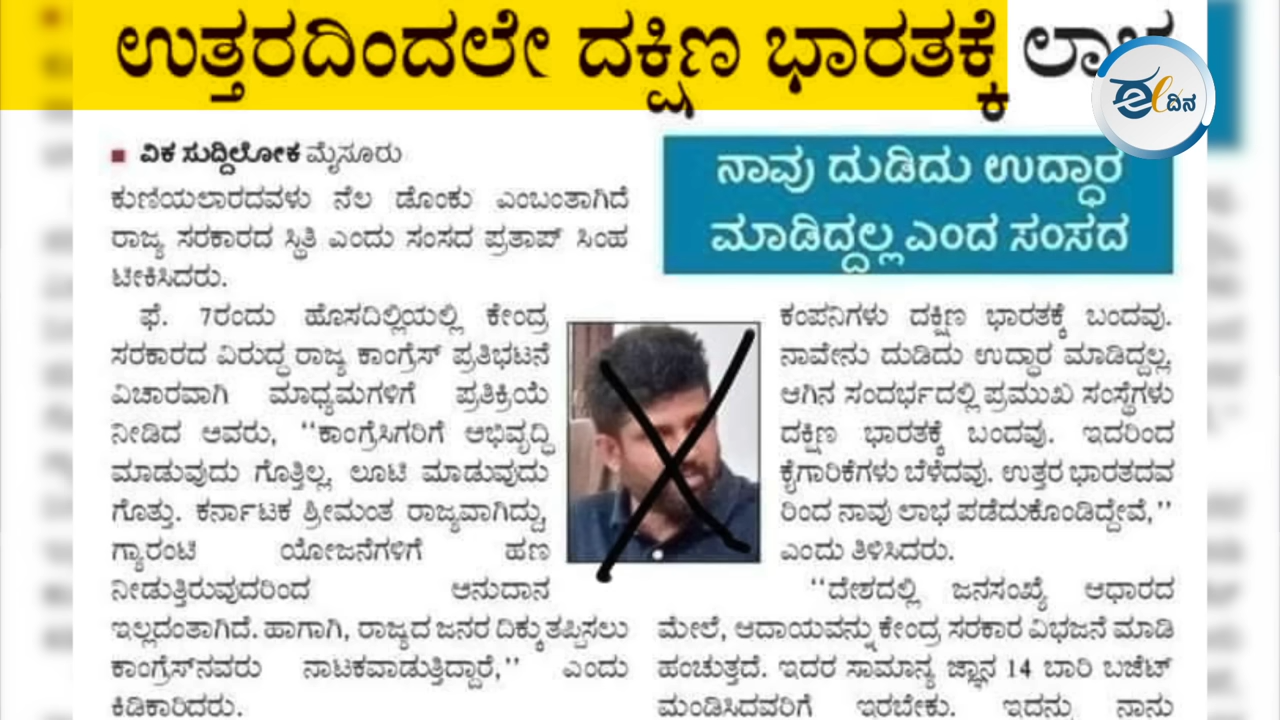 ಉತ್ತರದಿಂದಲೇ ದಕ್ಷಿಣ ಭಾರತಕ್ಕೆ ಲಾಭ
ಈದಿನ
■ ವಿಕ ಸುದ್ದಿಲೋಕ ಮೈಸೂರು
ಕುಣಿಯಲಾರದವಳು ನೆಲ ಡೊಂಕು ಎಂಬಂತಾಗಿದೆ
ರಾಜ್ಯ ಸರಕಾರದ ಸ್ಥಿತಿ ಎಂದು ಸಂಸದ ಪ್ರತಾಪ್ ಸಿಂಹ
ಟೀಕಿಸಿದರು.
ಫೆ. 7ರಂದು ಹೊಸದಿಲ್ಲಿಯಲ್ಲಿ ಕೇಂದ್ರ
ಸರಕಾರದ ವಿರುದ್ಧ ರಾಜ್ಯ ಕಾಂಗ್ರೆಸ್ ಪ್ರತಿಭಟನೆ
ವಿಚಾರವಾಗಿ ಮಾಧ್ಯಮಗಳಿಗೆ ಪ್ರತಿಕ್ರಿಯೆ
ನೀಡಿದ ಅವರು, ‘‘ಕಾಂಗ್ರೆಸಿಗರಿಗೆ ಅಭಿವೃದ್ಧಿ
ಮಾಡುವುದು ಗೊತ್ತಿಲ್ಲ. ಲೂಟಿ ಮಾಡುವುದು
ಗೊತ್ತು. ಕರ್ನಾಟಕ ಶ್ರೀಮಂತ ರಾಜ್ಯವಾಗಿದ್ದು,
ಗ್ಯಾರಂಟಿ ಯೋಜನೆಗಳಿಗೆ ಹಣ
ನೀಡುತ್ತಿರುವುದರಿಂದ ಅನುದಾನ
ಇಲ್ಲದಂತಾಗಿದೆ. ಹಾಗಾಗಿ, ರಾಜ್ಯದ ಜನರ ದಿಕ್ಕು ತಪ್ಪಿಸಲು
ಕಾಂಗ್ರೆಸ್‌ನವರು ನಾಟಕವಾಡುತ್ತಿದ್ದಾರೆ,’’ ಎಂದು
ಕಿಡಿಕಾರಿದರು.
ನಾವು ದುಡಿದು ಉದ್ಧಾರ
ಮಾಡಿದ್ದಲ್ಲ ಎಂದ ಸಂಸದ
ಕಂಪನಿಗಳು ದಕ್ಷಿಣ ಭಾರತಕ್ಕೆ ಬಂದವು.
ನಾವೇನು ದುಡಿದು ಉದ್ಧಾರ ಮಾಡಿದ್ದಲ್ಲ.
ಆಗಿನ ಸಂದರ್ಭದಲ್ಲಿ ಪ್ರಮುಖ ಸಂಸ್ಥೆಗಳು
ದಕ್ಷಿಣ ಭಾರತಕ್ಕೆ ಬಂದವು. ಇದರಿಂದ
ಕೈಗಾರಿಕೆಗಳು ಬೆಳೆದವು. ಉತ್ತರ ಭಾರತದವ
ರಿಂದ ನಾವು ಲಾಭ ಪಡೆದುಕೊಂಡಿದ್ದೇವೆ,’’
ಎಂದು ತಿಳಿಸಿದರು.
‘‘ದೇಶದಲ್ಲಿ ಜನಸಂಖ್ಯೆ ಆಧಾರದ
ಮೇಲೆ, ಆದಾಯವನ್ನು ಕೇಂದ್ರ ಸರಕಾರ ವಿಭಜನೆ ಮಾಡಿ
ಹಂಚುತ್ತದೆ. ಇದರ ಸಾಮಾನ್ಯ ಜ್ಞಾನ 14 ಬಾರಿ ಬಜೆಟ್
ಮಂಡಿಸಿದವರಿಗೆ ಇರಬೇಕು. ಇದನ್ನು ನಾನು